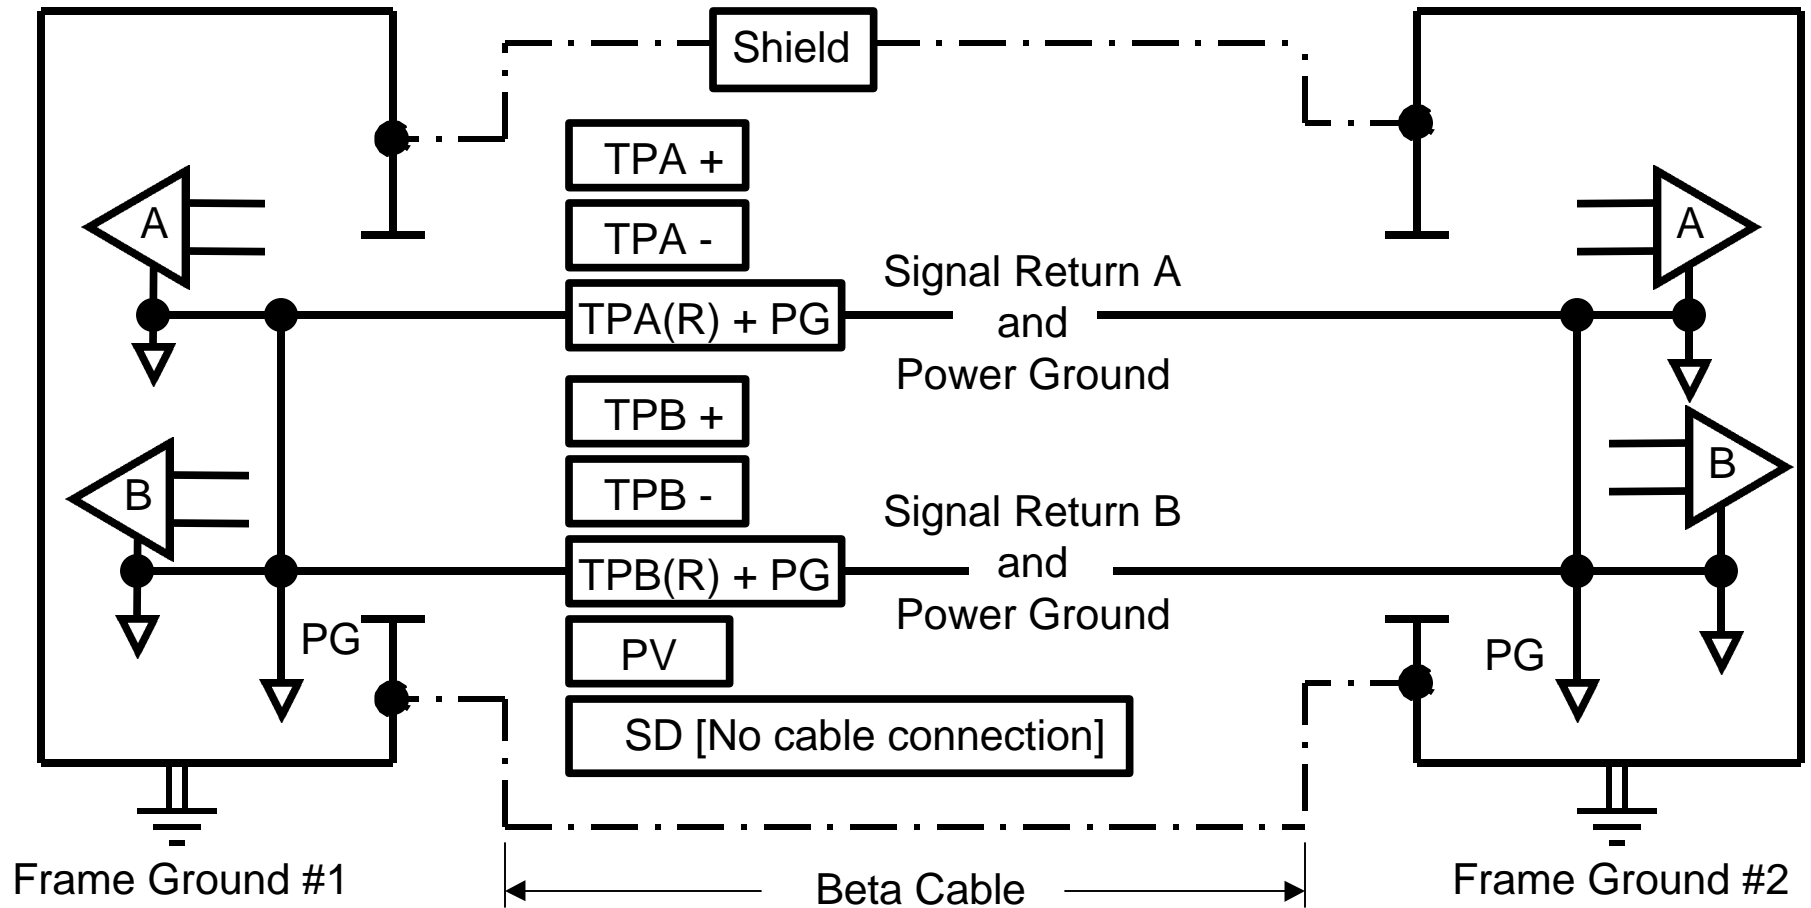 Shield
TPA +
A
TPA -
A
Signal Return A
TPA(R) + PG
and
Power Ground
TPB +
B
B
TPB -
Signal Return B
TPB(R) + PG
and
Power Ground
PG
PV
PG
SD [No cable connection]
Frame Ground #1
Beta Cable
Frame Ground #2